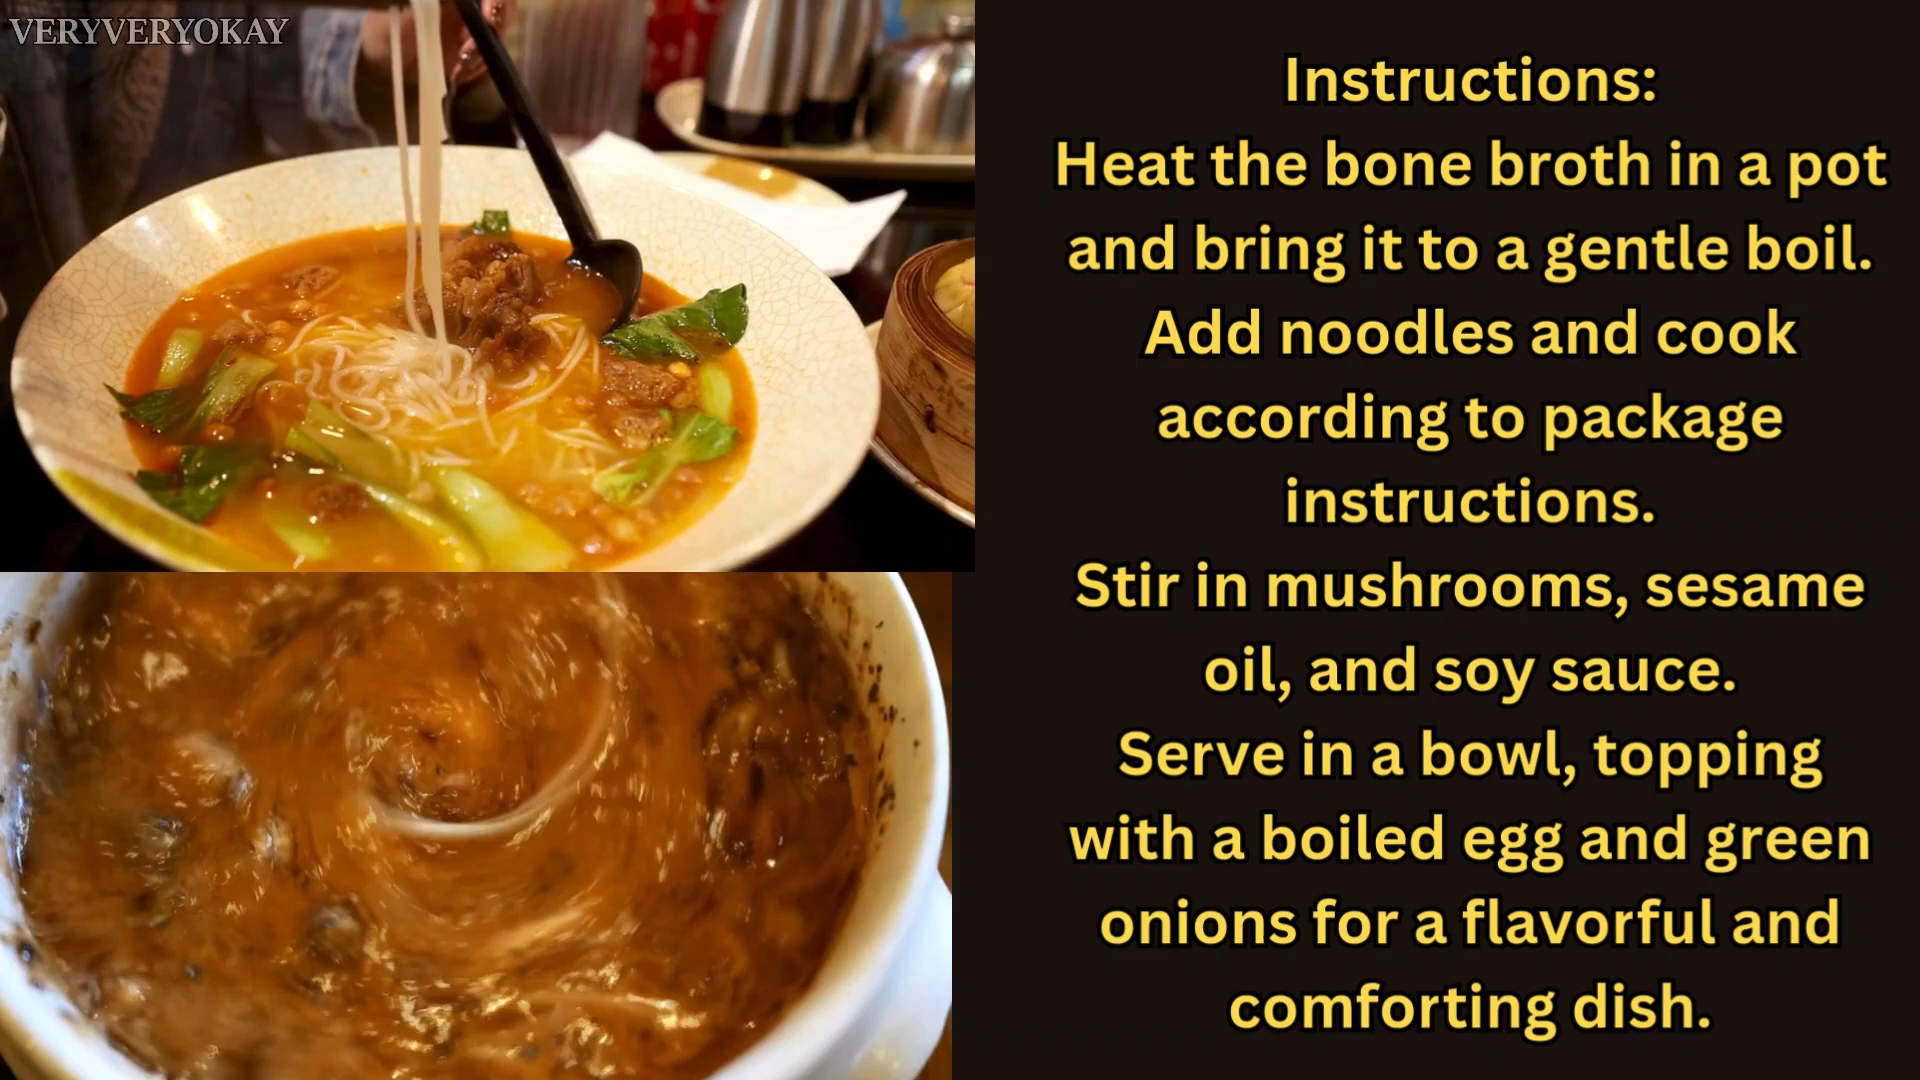 VERYVERYOKAY
Instructions:
Heat the bone broth in a pot
and bring it to a gentle boil.
Add noodles and cook
according to package
instructions.
Stir in mushrooms, sesame
oil, and soy sauce.
Serve in a bowl, topping
with a boiled egg and green
onions for a flavorful and
comforting dish.